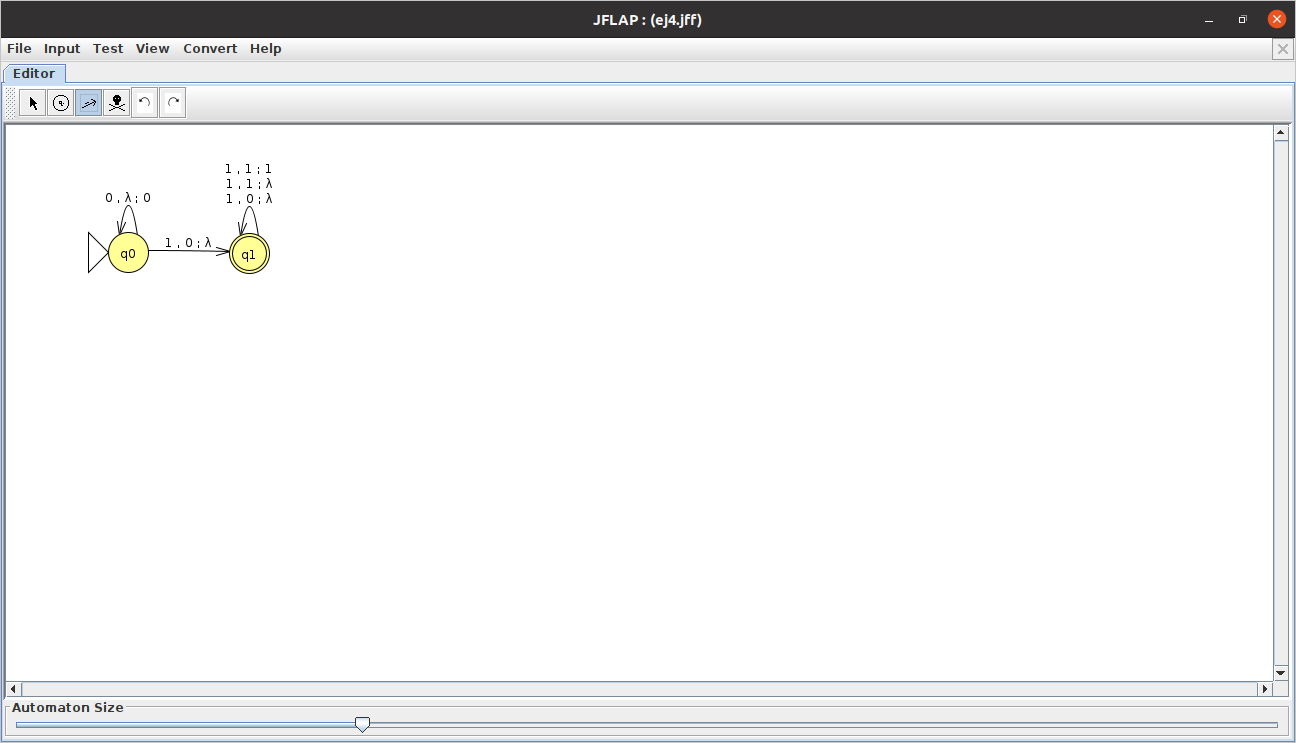 JFLAP : (ej4.jff)
File Input Test View Convert Help
Editor
1 , 1 ; 1
1 , 1 ; λ
1 , 0 ; λ
0 , λ ; 0
1 , 0 ; λ
q0
q1
Automaton Size